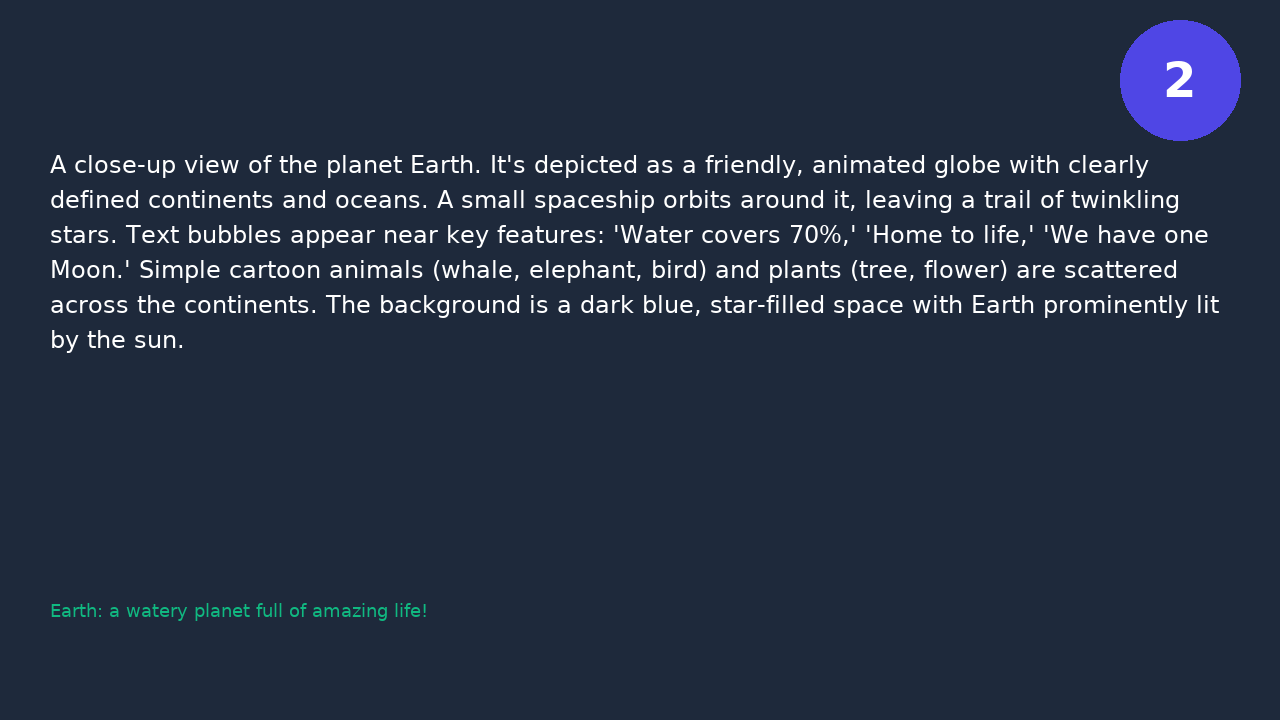 2
A close-up view of the planet Earth. It's depicted as a friendly, animated globe with clearly
defined continents and oceans. A small spaceship orbits around it, leaving a trail of twinkling
stars. Text bubbles appear near key features: 'Water covers 70%,' 'Home to life,' 'We have one
Moon.' Simple cartoon animals (whale, elephant, bird) and plants (tree, flower) are scattered
across the continents. The background is a dark blue, star-filled space with Earth prominently lit
by the sun.
Earth: a watery planet full of amazing life!